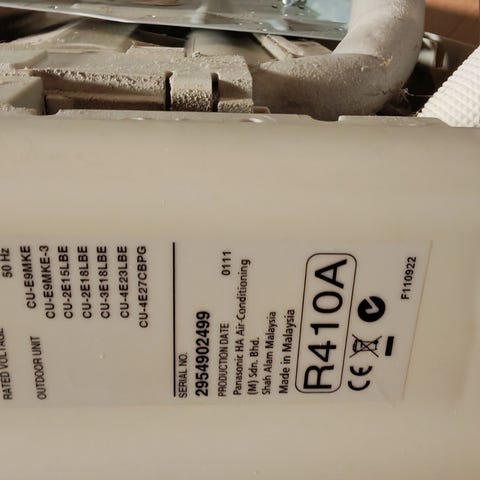 RATED VOLTAGE
50 Hz
OUTDOOR UNIT
CU-E9MKE
CU-E9MKE-3
CU-2E15LBE
CU-2E18LBE
CU-3E18LBE
CU-4E23LBE
CU-4E27CBPG
SERIAL NO.
2954902499
PRODUCTION DATE 0111
Panasonic HA Air-Conditioning
(M) Sdn. Bhd.
Shah Alam Malaysia
Made in Malaysia
R410A
CE
F110922